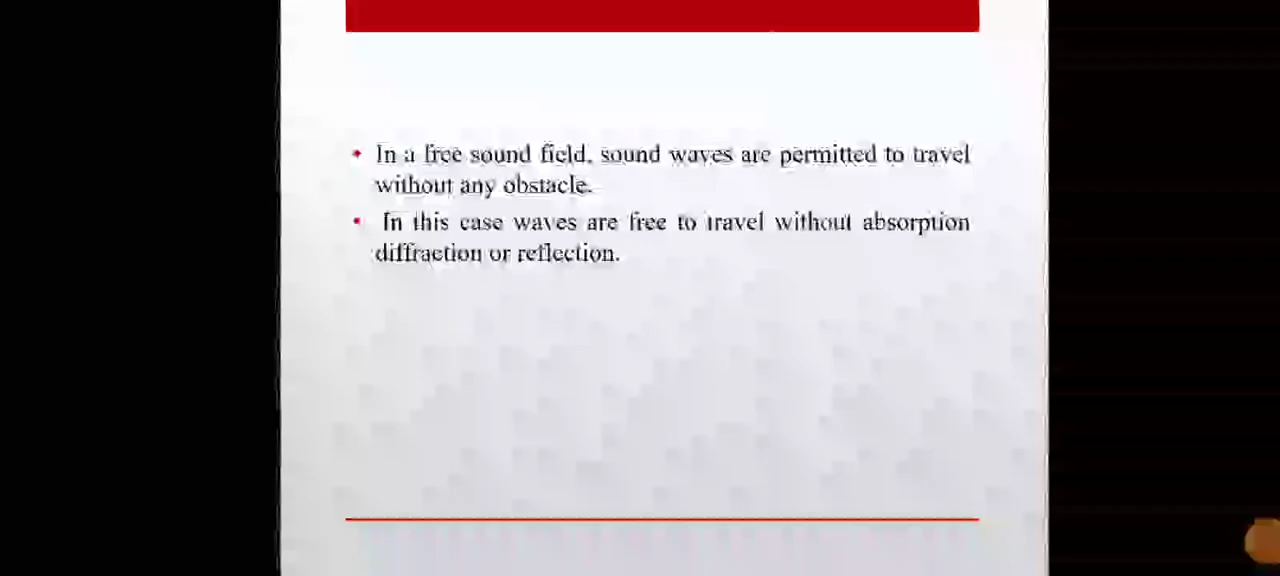 • In a free sound field, sound waves are permitted to travel
without any obstacle.
• In this case waves are free to travel without absorption
diffraction or reflection.